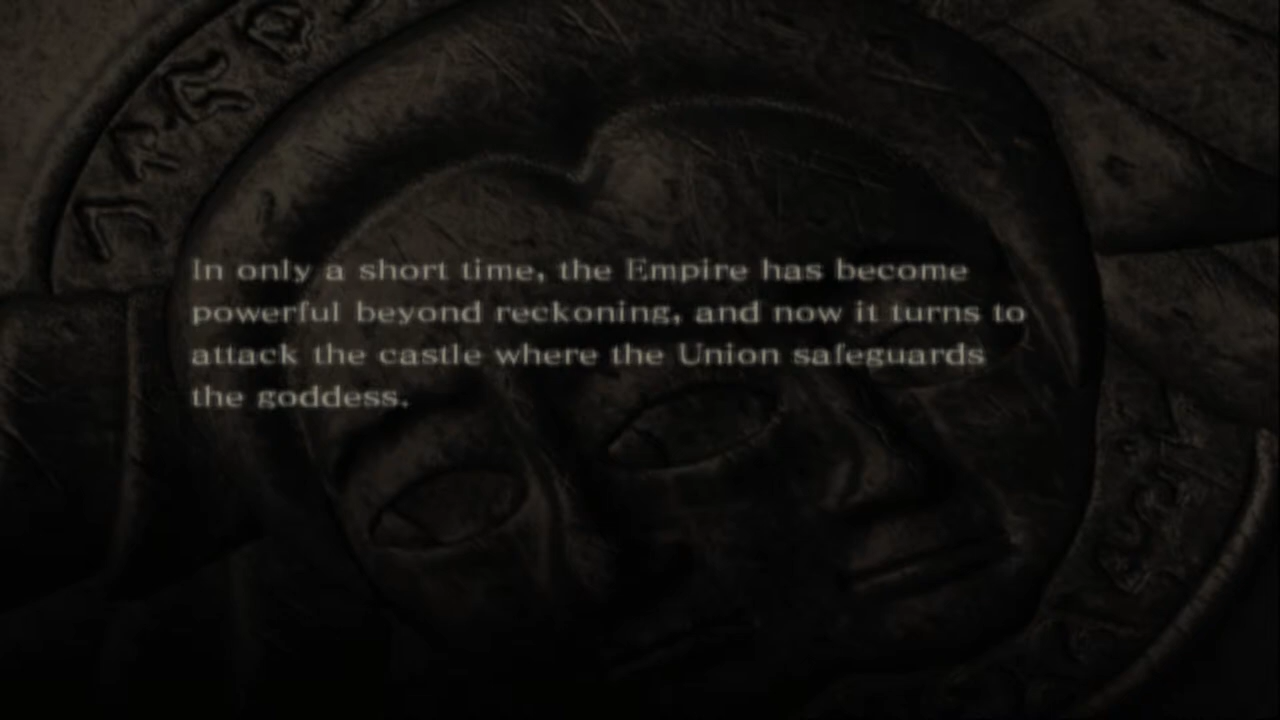 In only a short time, the Empire has become
powerful beyond reckoning, and now it turns to
attack the castle where the Union safeguards
the goddess.